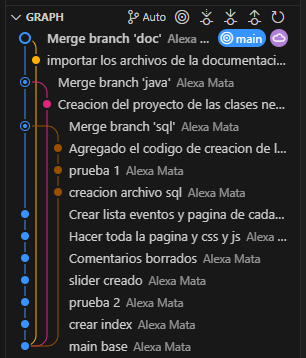 GRAPH Auto
Merge branch 'doc' Alexa ... main
importar los archivos de la documentaci...
Merge branch 'java' Alexa Mata
Creacion del proyecto de las clases ne...
Merge branch 'sql' Alexa Mata
Agregado el codigo de creacion de l...
prueba 1 Alexa Mata
creacion archivo sql Alexa Mata
Crear lista eventos y pagina de cada...
Hacer toda la pagina y css y js Alexa ...
Comentarios borrados Alexa Mata
slider creado Alexa Mata
prueba 2 Alexa Mata
crear index Alexa Mata
main base Alexa Mata